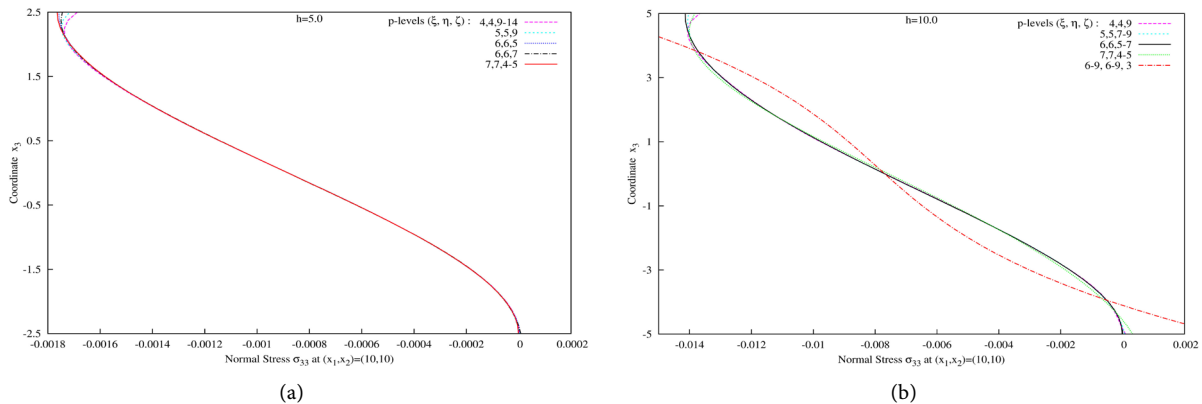 h=5.0
p-levels (ξ, η, ζ) : 4,4,9-14
5,5,9
6,6,5
6,6,7
7,7,4-5
2.5
1.5
0.5
-0.5
-1.5
-2.5
Coordinate x3
-0.0018 -0.0016 -0.0014 -0.0012 -0.001 -0.0008 -0.0006 -0.0004 -0.0002 0 0.0002
Normal Stress σ33 at (x1,x2)=(10,10)
(a)
h=10.0
p-levels (ξ, η, ζ) : 4,4,9
5,5,7-9
6,6,5-7
7,7,4-5
6-9, 6-9, 3
5
3
1
-1
-3
-5
Coordinate x3
-0.014 -0.012 -0.01 -0.008 -0.006 -0.004 -0.002 0 0.002
Normal Stress σ33 at (x1,x2)=(10,10)
(b)